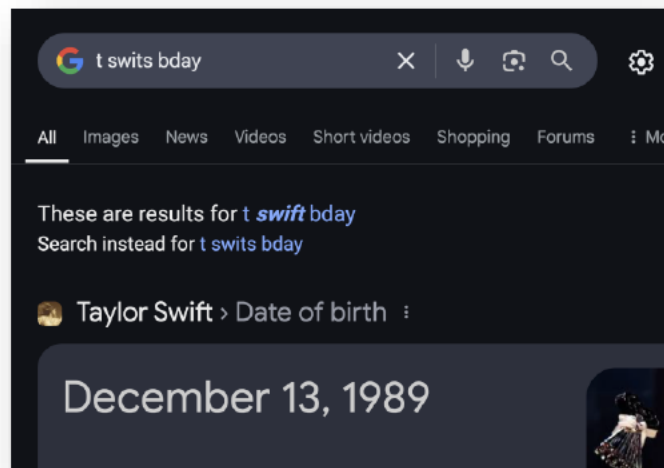 t swits bday
All Images News Videos Short videos Shopping Forums
These are results for t swift bday
Search instead for t swits bday
Taylor Swift › Date of birth
December 13, 1989